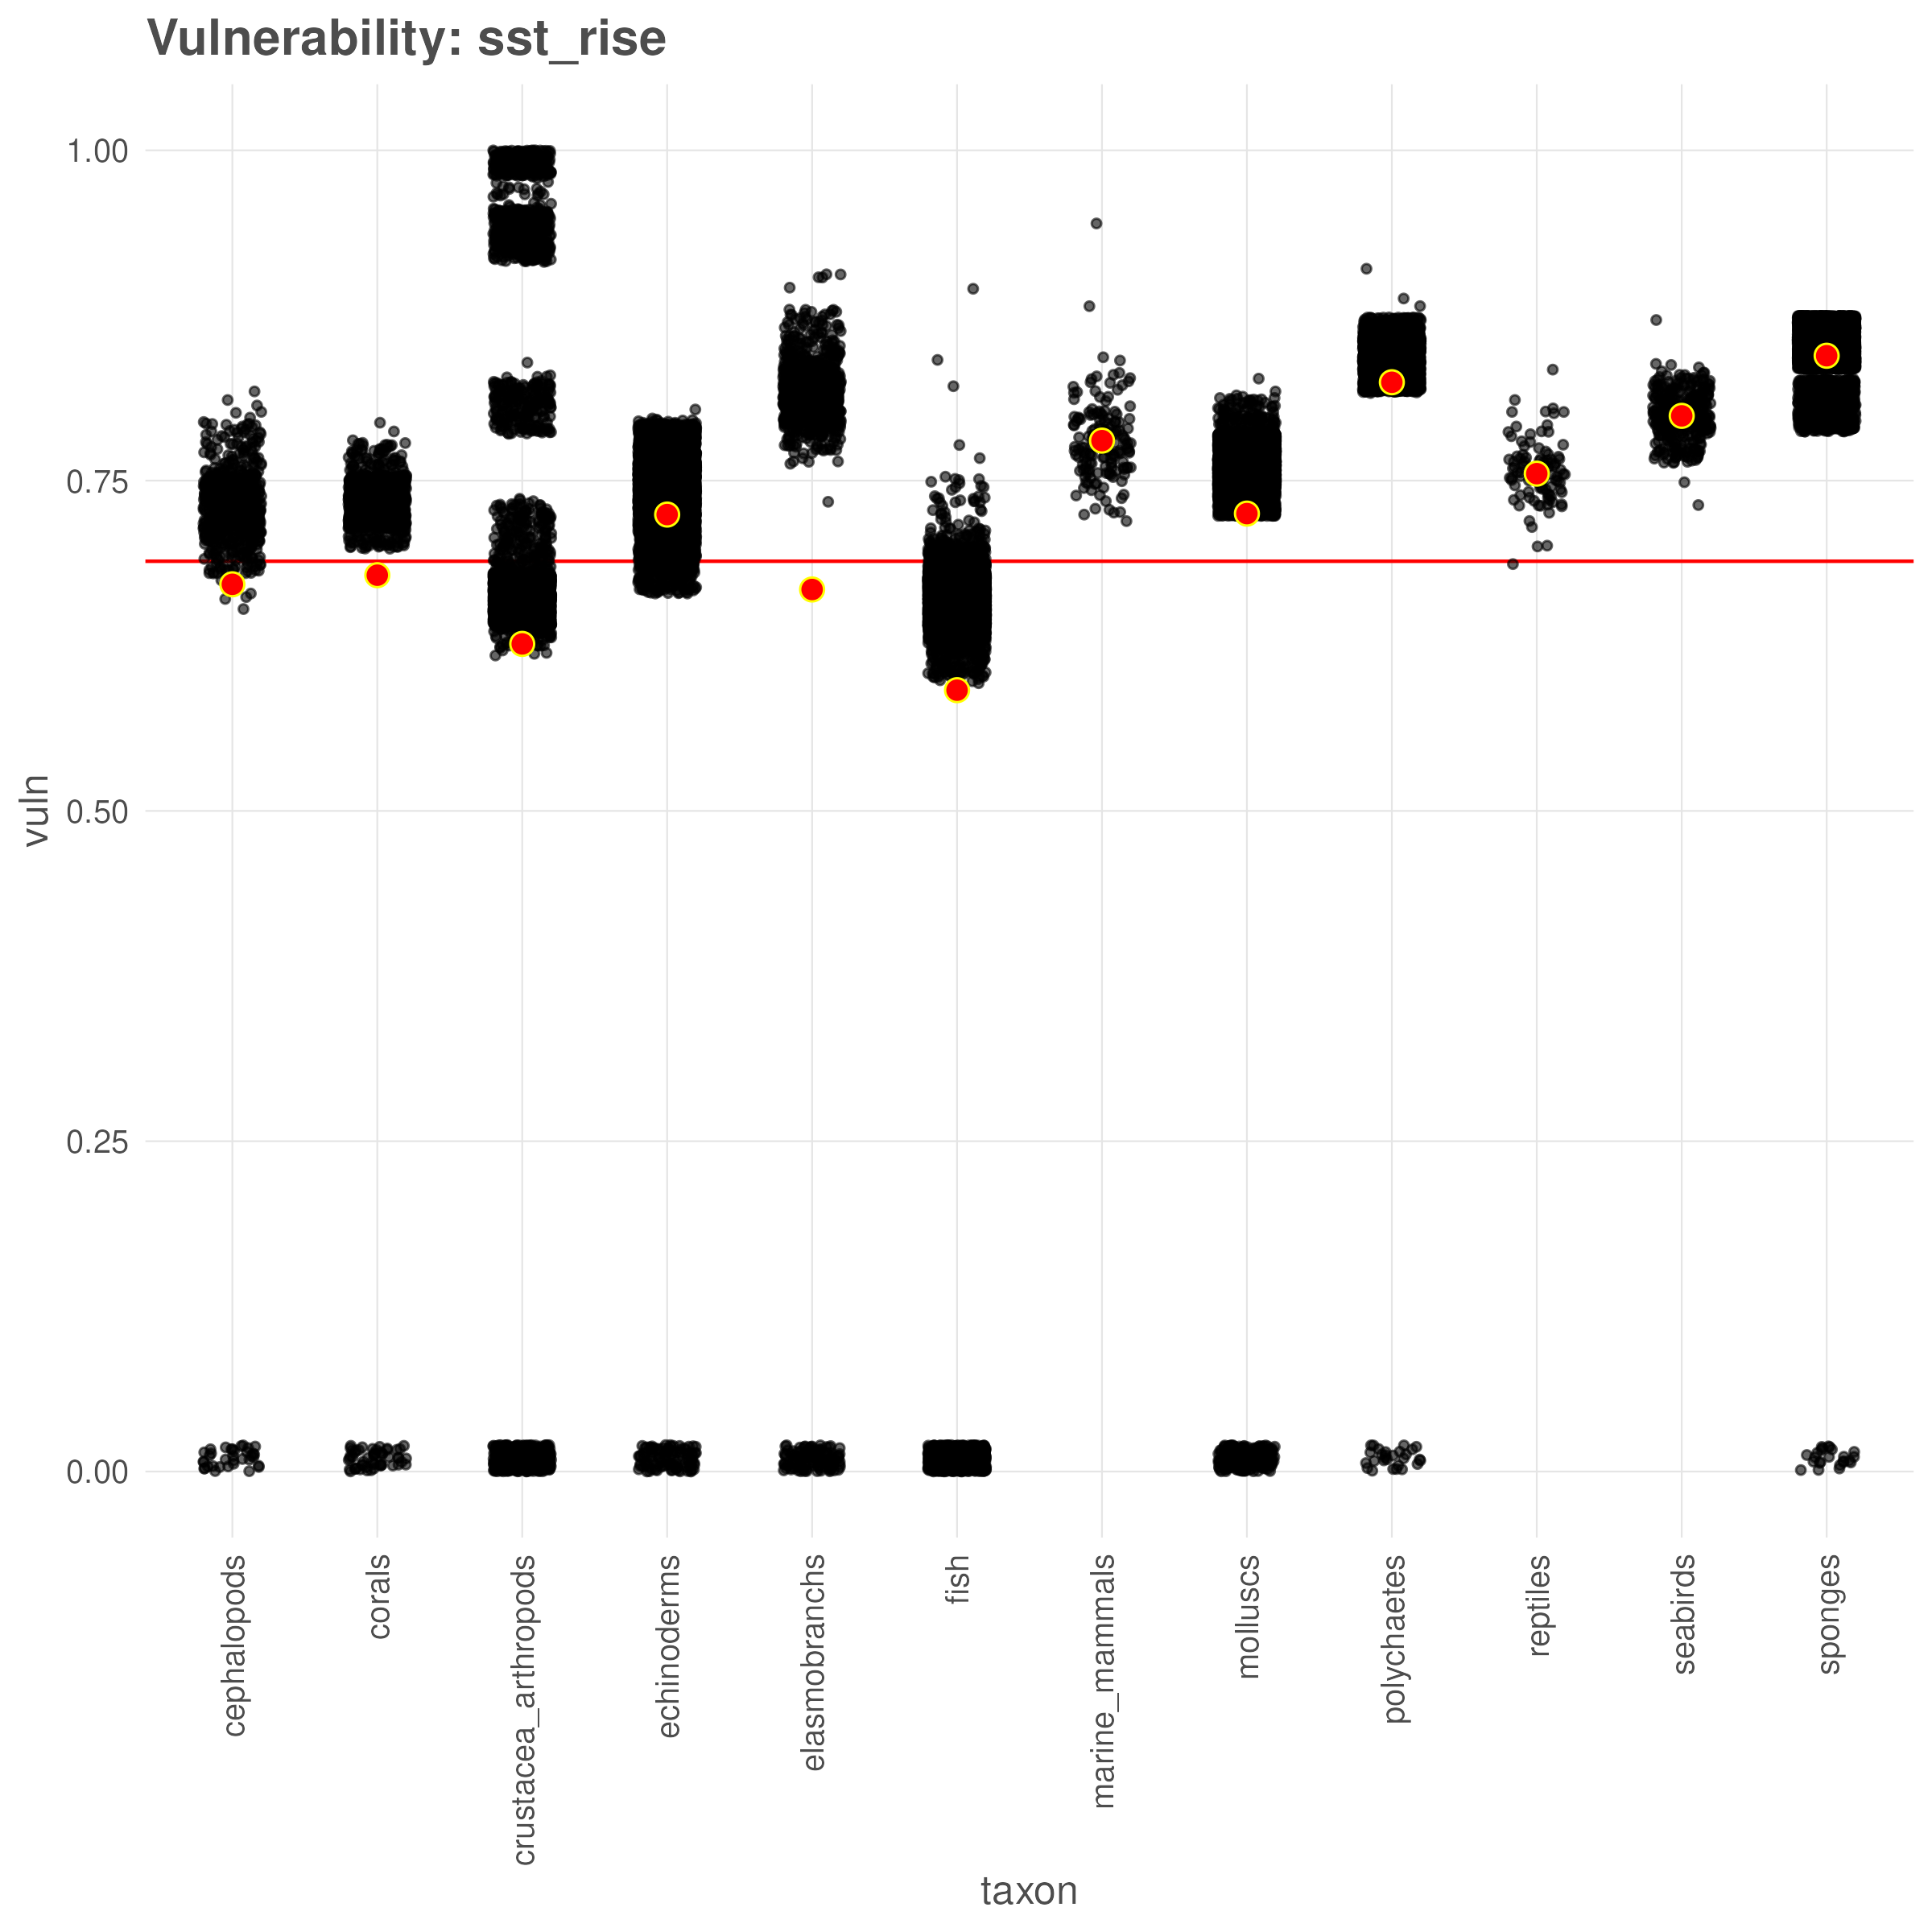 Vulnerability: sst_rise
vuln
1.00
0.75
0.50
0.25
0.00
cephalopods
corals
crustacea_arthropods
echinoderms
elasmobranchs
fish
marine_mammals
molluscs
polychaetes
reptiles
seabirds
sponges
taxon